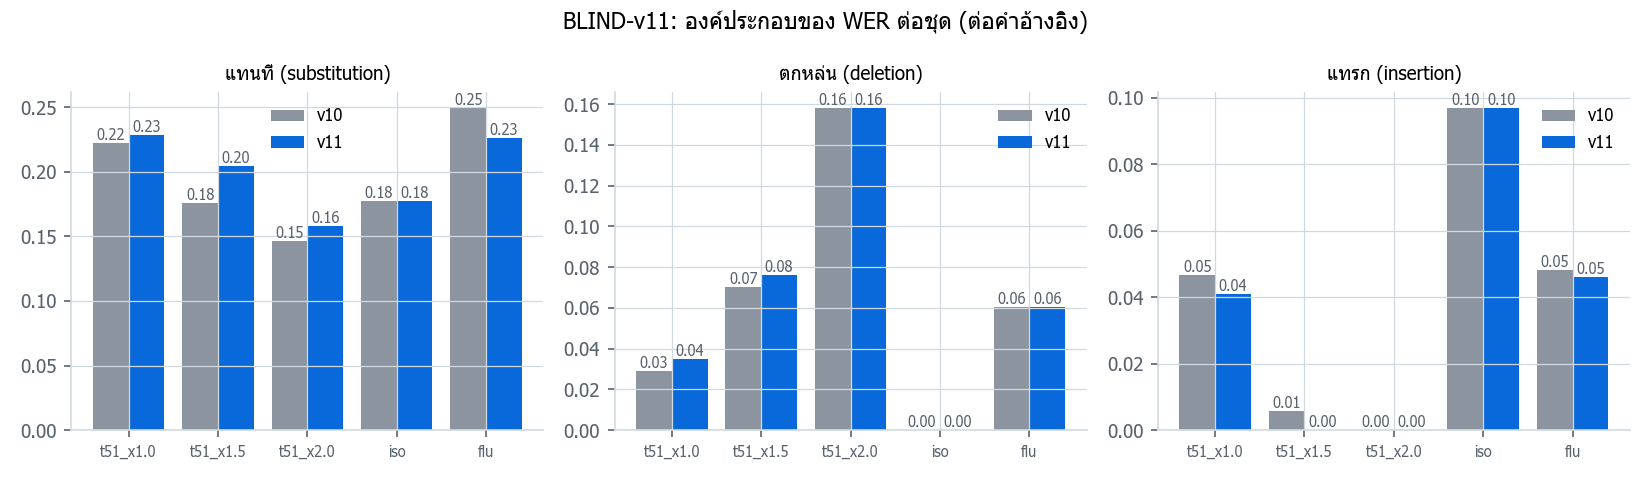 BLIND-v11: องค์ประกอบของ WER ต่อชุด (ต่อคำอ้างอิง)
แทนที่ (substitution)
0.25
0.20
0.15
0.10
0.05
0.00
0.22 0.23
0.18 0.20
0.15 0.16
0.18 0.18
0.25 0.23
v10
v11
t51_x1.0 t51_x1.5 t51_x2.0 iso flu
ตกหล่น (deletion)
0.16
0.14
0.12
0.10
0.08
0.06
0.04
0.02
0.00
0.03 0.04
0.07 0.08
0.16 0.16
0.00 0.00
0.06 0.06
v10
v11
t51_x1.0 t51_x1.5 t51_x2.0 iso flu
แทรก (insertion)
0.10
0.08
0.06
0.04
0.02
0.00
0.05 0.04
0.01 0.00
0.00 0.00
0.10 0.10
0.05 0.05
v10
v11
t51_x1.0 t51_x1.5 t51_x2.0 iso flu